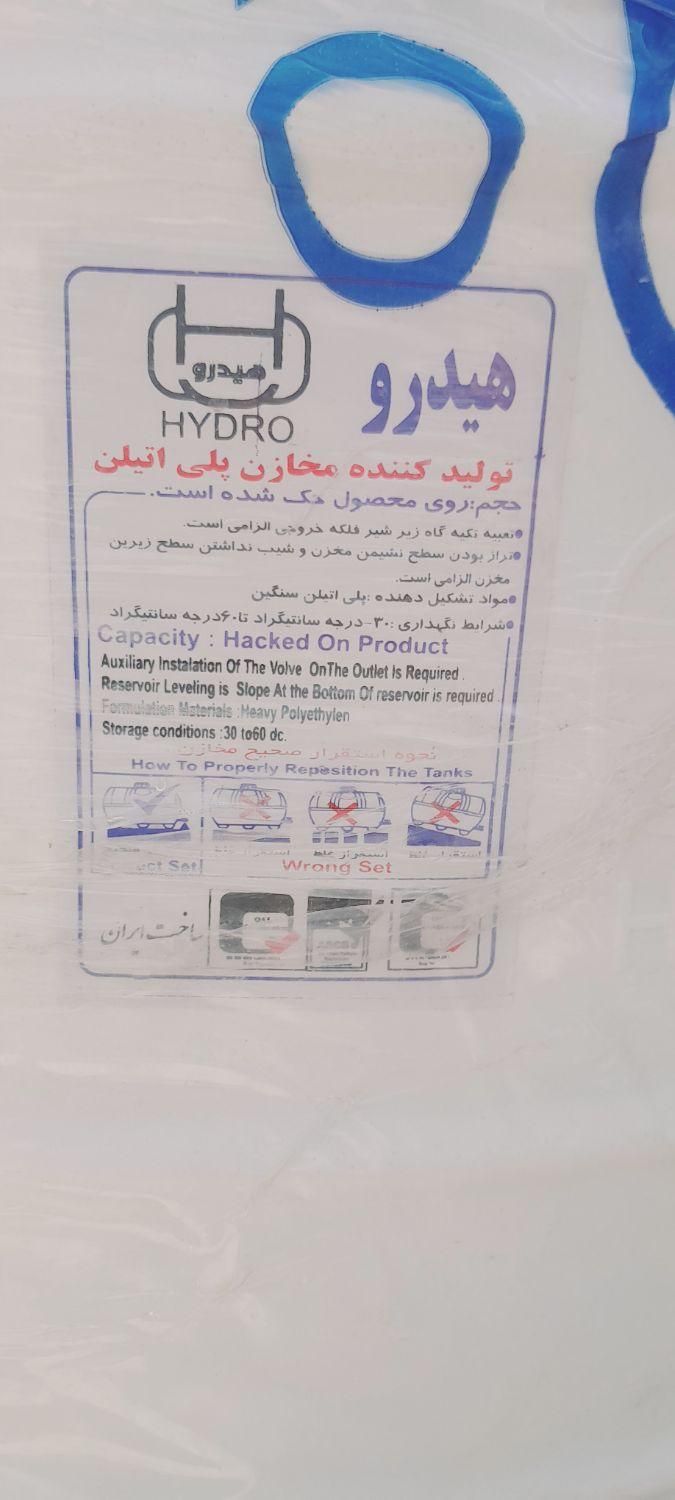 هیدرو
HYDRO
هیدرو
تولید کننده مخازن پلی اتیلن
حجم:روی محصول حک شده است.
تعبیه تکیه گاه زیر شیر فلکه خروجی الزامی است.
تراز بودن سطح نشیمن مخزن و شیب نداشتن سطح زیرین
مخزن الزامی است.
مواد تشکیل دهنده :پلی اتیلن سنگین
شرایط نگهداری :۳۰-درجه سانتیگراد تا۶۰درجه سانتیگراد
Capacity : Hacked On Product
Auxiliary Instalation Of The Volve OnThe Outlet Is Required .
Reservoir Leveling is Slope At the Bottom Of reservoir is required .
Formulation Materials :Heavy Polyethylen
Storage conditions :30 to60 dc.
نحوه استقرار صحیح مخازن
How To Properly Reposition The Tanks
استقرار غلط
Set
Wrong Set
ساخت ایران